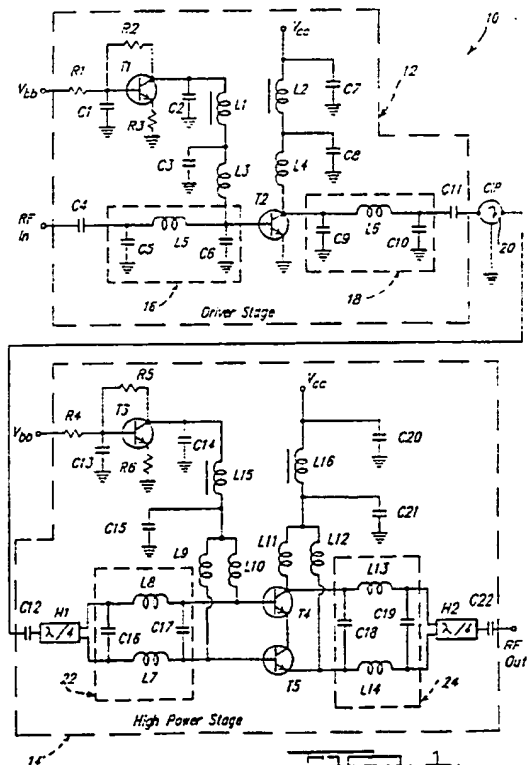 10
Vcc
R2
12
Vbb
R1
T1
C1
C2
L1
L2
C7
R3
C3
L3
L4
C8
RF
In
C4
L5
T2
L6
C11
CIR
C5
C6
C9
C10
20
16
18
Driver Stage
R5
Vcc
R4
T3
Vbb
C13
R6
C14
L15
L16
C20
C15
L9
L10
L11
L12
C21
L8
L13
C12
H1
λ/4
C16
C17
T4
C18
C19
H2
λ/4
C22
RF
Out
L7
T5
L14
22
24
High Power Stage
14